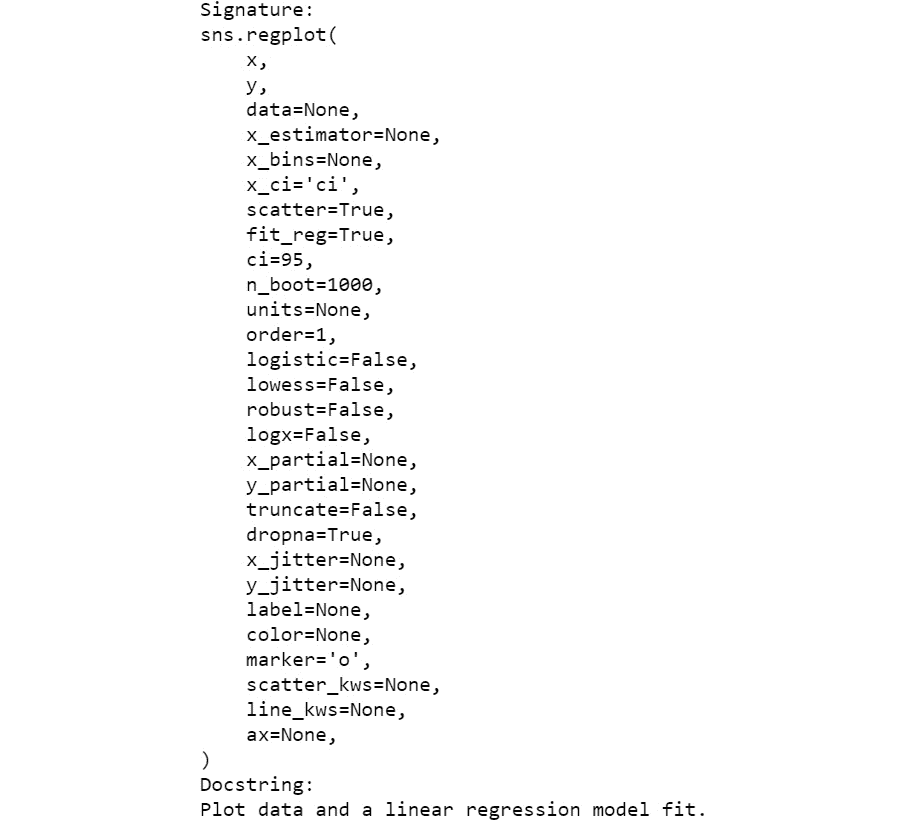 Signature:
sns.regplot(
    x,
    y,
    data=None,
    x_estimator=None,
    x_bins=None,
    x_ci='ci',
    scatter=True,
    fit_reg=True,
    ci=95,
    n_boot=1000,
    units=None,
    order=1,
    logistic=False,
    lowess=False,
    robust=False,
    logx=False,
    x_partial=None,
    y_partial=None,
    truncate=False,
    dropna=True,
    x_jitter=None,
    y_jitter=None,
    label=None,
    color=None,
    marker='o',
    scatter_kws=None,
    line_kws=None,
    ax=None,
)
Docstring:
Plot data and a linear regression model fit.